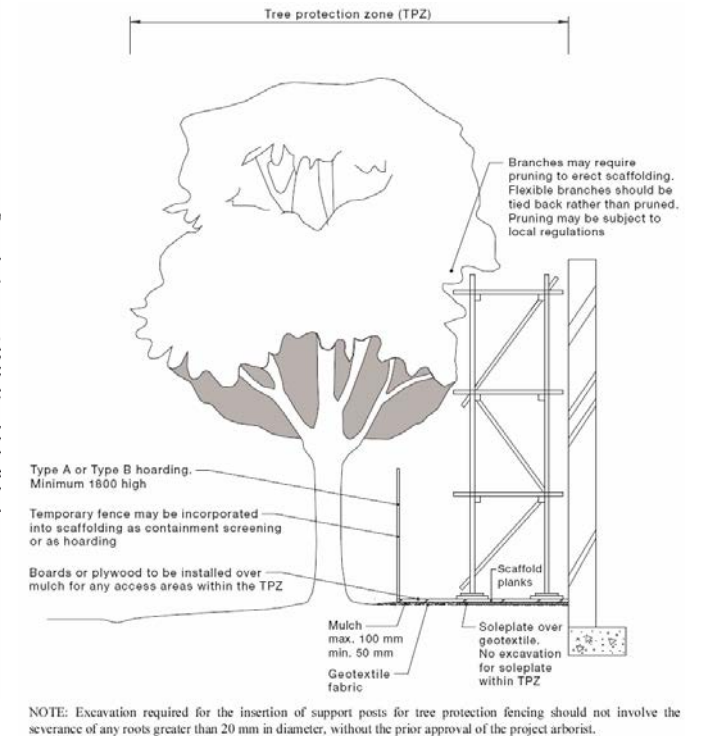 Tree protection zone (TPZ)
Branches may require
pruning to erect scaffolding.
Flexible branches should be
tied back rather than pruned.
Pruning may be subject to
local regulations
Type A or Type B hoarding.
Minimum 1800 high
Temporary fence may be incorporated
into scaffolding as containment screening
or as hoarding
Boards or plywood to be installed over
mulch for any access areas within the TPZ
Scaffold
planks
Mulch
max. 100 mm
min. 50 mm
Geotextile
fabric
Soleplate over
geotextile.
No excavation
for soleplate
within TPZ
NOTE: Excavation required for the insertion of support posts for tree protection fencing should not involve the
severance of any roots greater than 20 mm in diameter, without the prior approval of the project arborist.